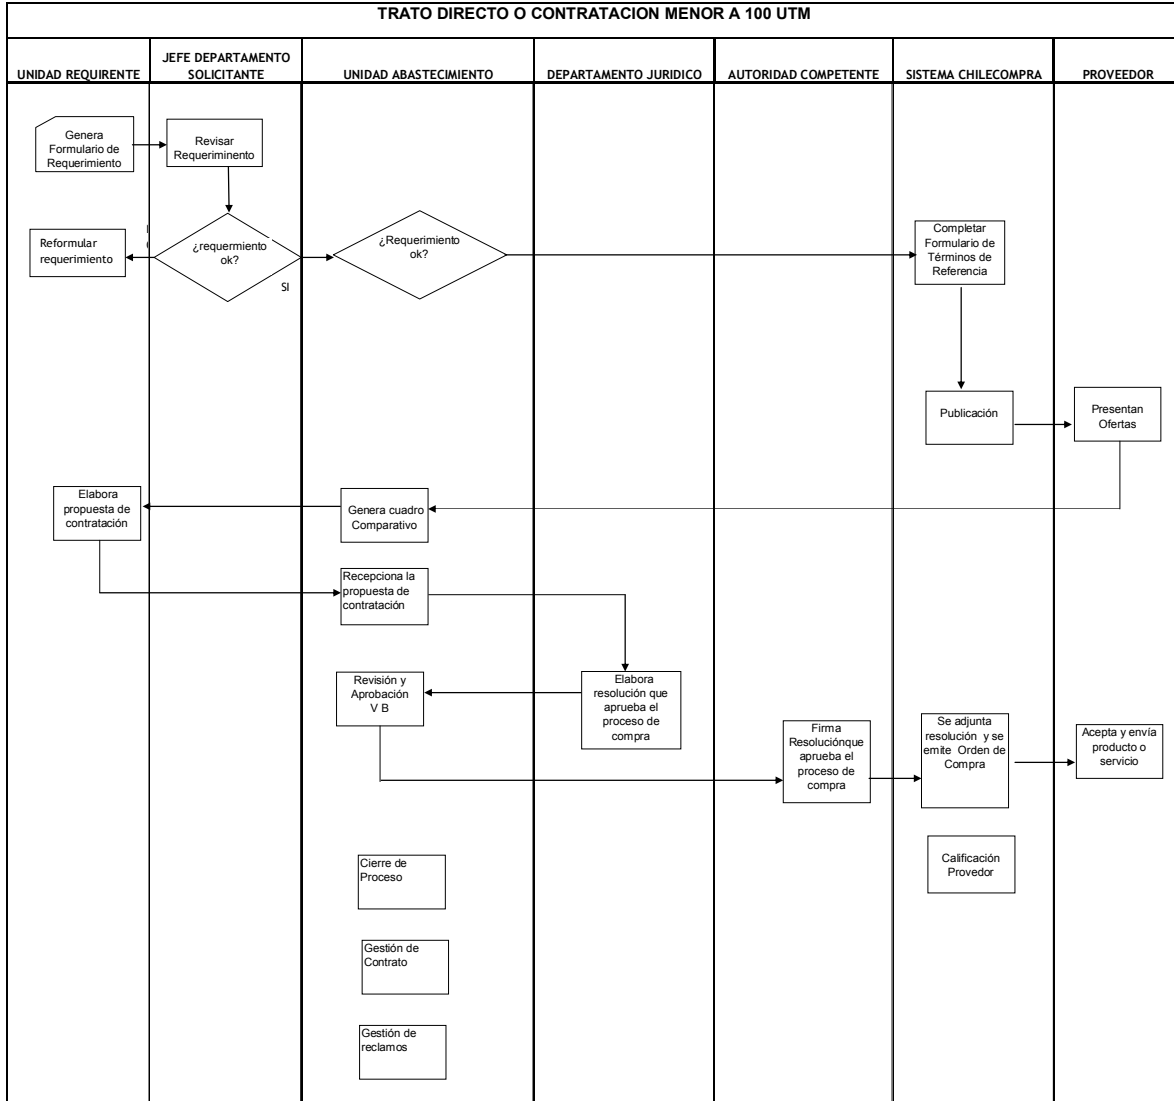 TRATO DIRECTO O CONTRATACION MENOR A 100 UTM
UNIDAD REQUIRENTE
JEFE DEPARTAMENTO
SOLICITANTE
UNIDAD ABASTECIMIENTO
DEPARTAMENTO JURIDICO
AUTORIDAD COMPETENTE
SISTEMA CHILECOMPRA
PROVEEDOR
Genera
Formulario de
Requerimiento
Revisar
Requeriminento
Reformular
requerimiento
¿requermiento
ok?
SI
¿Requerimiento
ok?
Completar
Formulario de
Términos de
Referencia
Publicación
Presentan
Ofertas
Elabora
propuesta de
contratación
Genera cuadro
Comparativo
Recepciona la
propuesta de
contratación
Revisión y
Aprobación
V B
Elabora
resolución que
aprueba el
proceso de
compra
Firma
Resoluciónque
aprueba el
proceso de
compra
Se adjunta
resolución y se
emite Orden de
Compra
Acepta y envía
producto o
servicio
Cierre de
Proceso
Calificación
Provedor
Gestión de
Contrato
Gestión de
reclamos